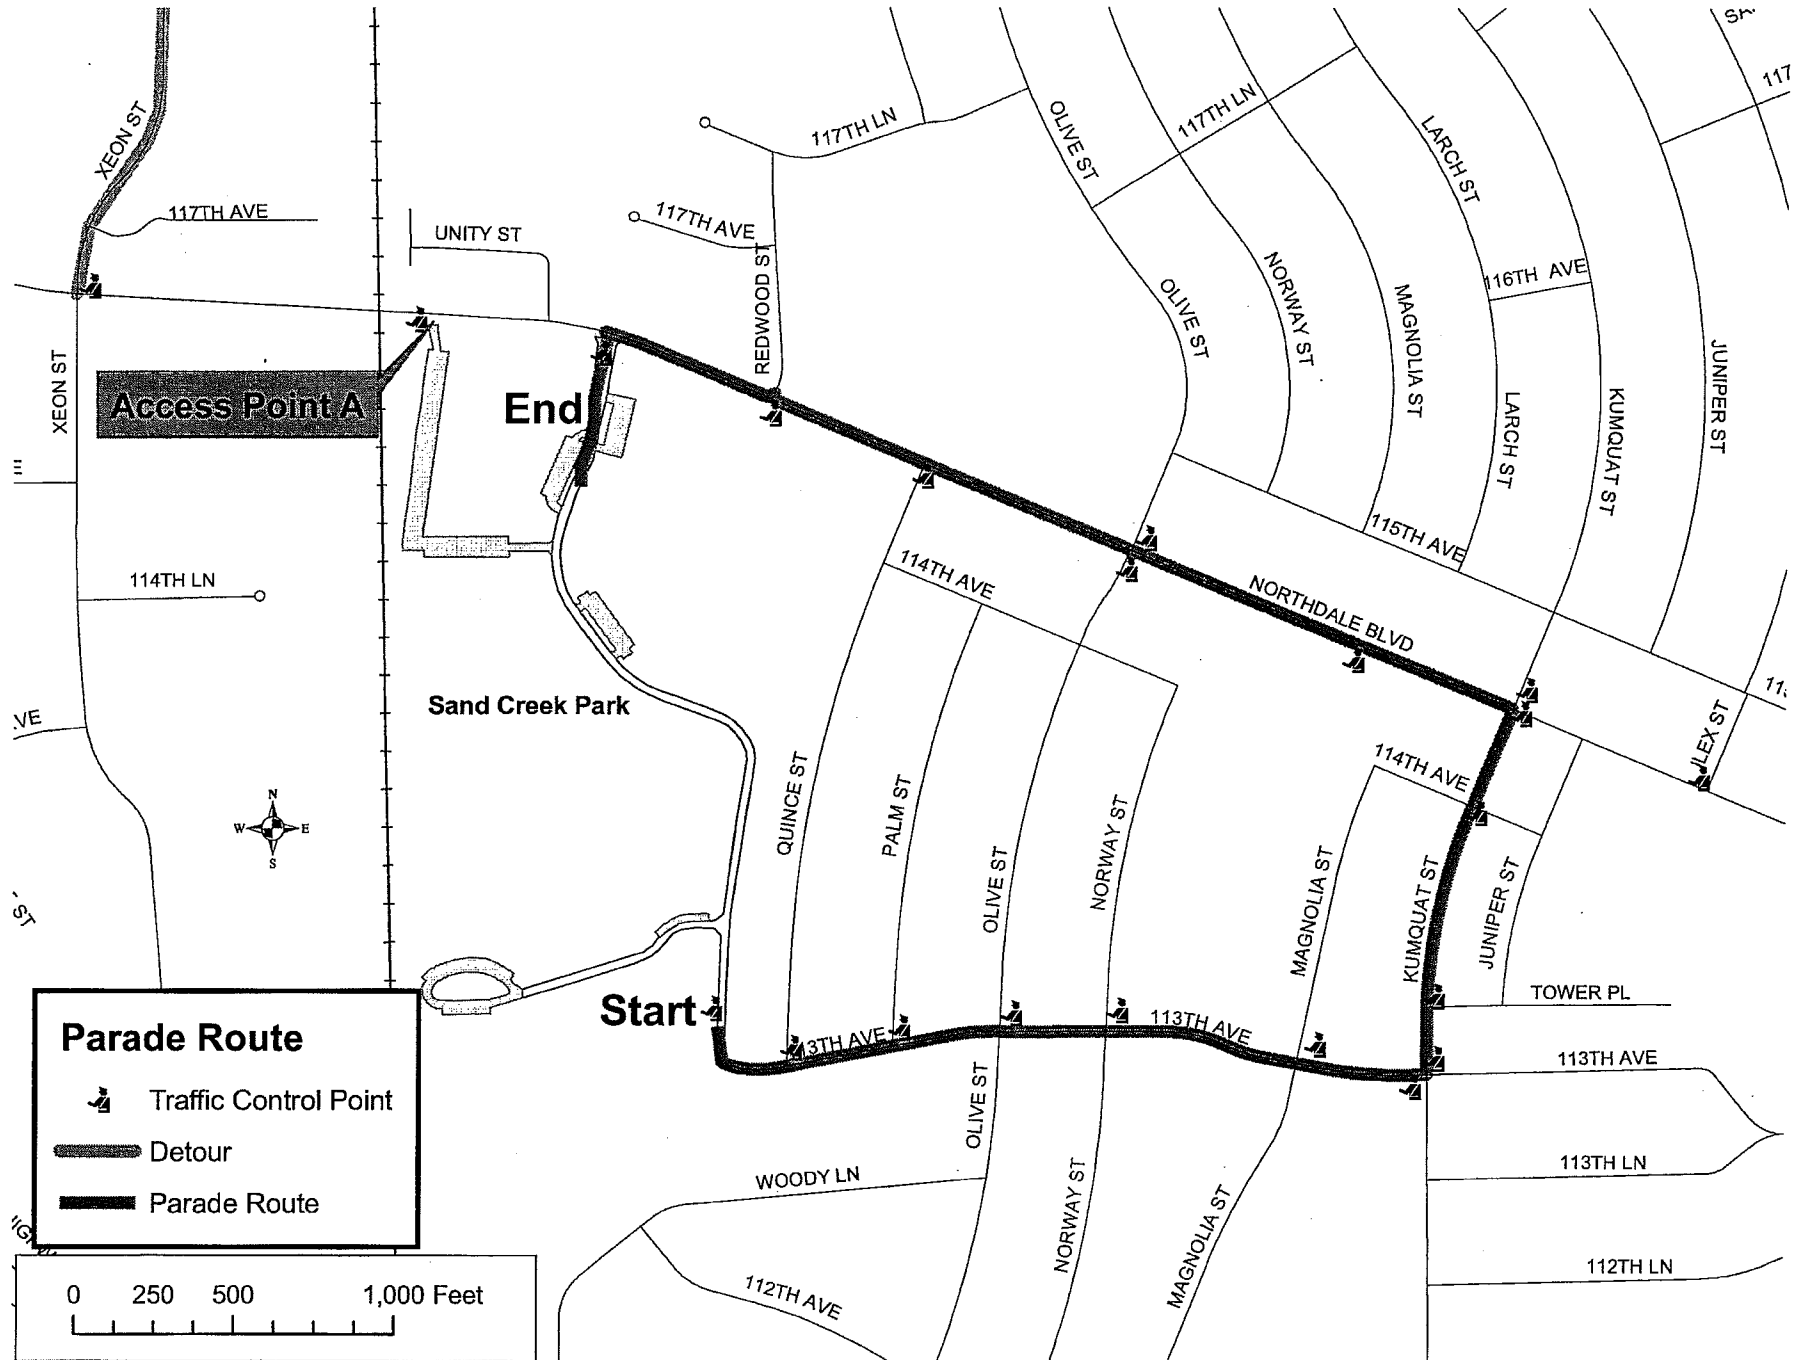 XEON ST
117TH AVE
UNITY ST
117TH LN
117TH AVE
REDWOOD ST
OLIVE ST
117TH LN
LARCH ST
OLIVE ST
NORWAY ST
MAGNOLIA ST
116TH AVE
LARCH ST
KUMQUAT ST
JUNIPER ST
117
XEON ST
Access Point A
End
115TH AVE
114TH LN
114TH AVE
NORTHDALE BLVD
Sand Creek Park
VE
QUINCE ST
PALM ST
OLIVE ST
NORWAY ST
MAGNOLIA ST
114TH AVE
KUMQUAT ST
JUNIPER ST
ILEX ST
N
W E
S
ST
Start
13TH AVE
113TH AVE
TOWER PL
113TH AVE
OLIVE ST
113TH LN
WOODY LN
NORWAY ST
MAGNOLIA ST
112TH AVE
112TH LN
Parade Route
Traffic Control Point
Detour
Parade Route
0 250 500 1,000 Feet